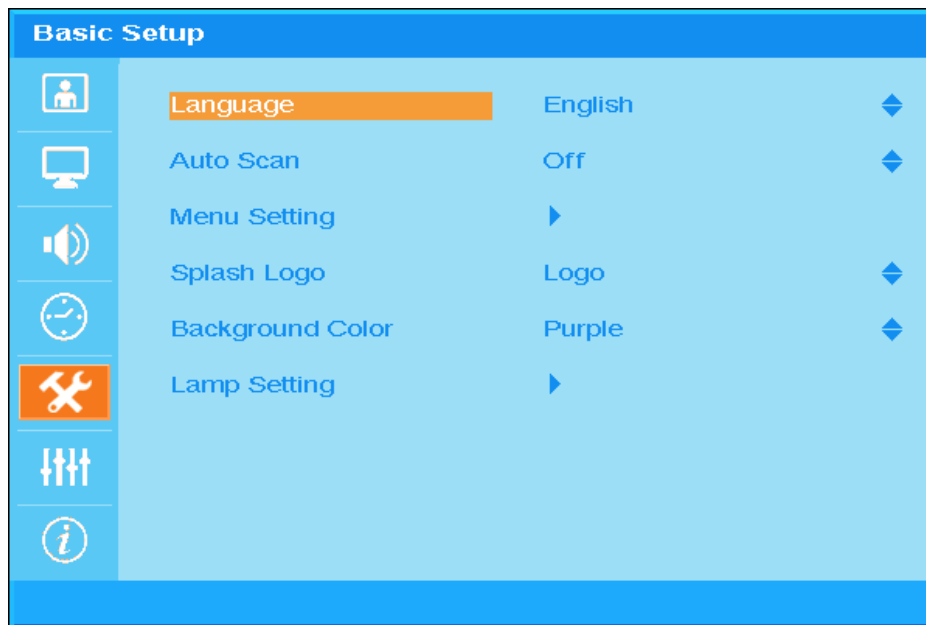 Basic Setup
Language English
Auto Scan Off
Menu Setting
Splash Logo Logo
Background Color Purple
Lamp Setting
i